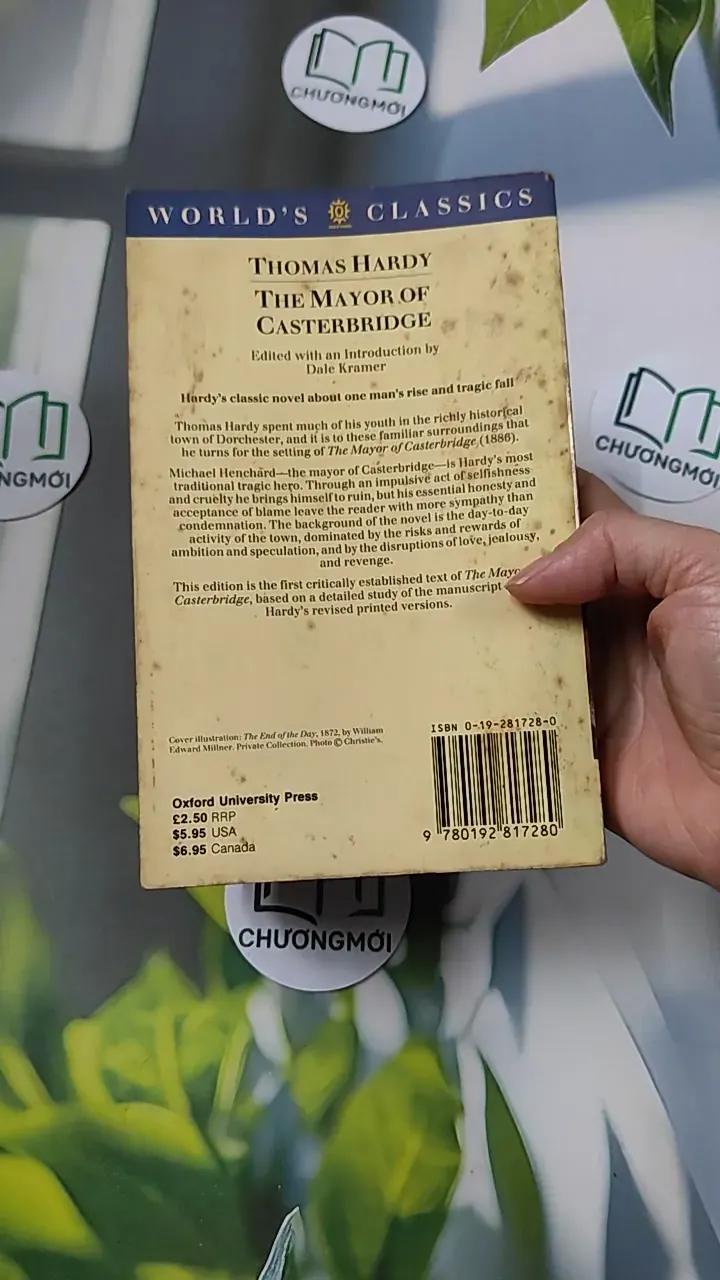 CHƯƠNGMỚI
WORLD'S CLASSICS
THOMAS HARDY
THE MAYOR OF
CASTERBRIDGE
Edited with an Introduction by
Dale Kramer
Hardy's classic novel about one man's rise and tragic fall
Thomas Hardy spent much of his youth in the richly historical
town of Dorchester, and it is to these familiar surroundings that
he turns for the setting of The Mayor of Casterbridge (1886).
Michael Henchard—the mayor of Casterbridge—is Hardy's most
traditional tragic hero. Through an impulsive act of selfishness
and cruelty he brings himself to ruin, but his essential honesty and
acceptance of blame leave the reader with more sympathy than
condemnation. The background of the novel is the day-to-day
activity of the town, dominated by the risks and rewards of
ambition and speculation, and by the disruptions of love, jealousy,
and revenge.
This edition is the first critically established text of The Mayo
Casterbridge, based on a detailed study of the manuscript
Hardy's revised printed versions.
Cover illustration: The End of the Day, 1872, by William
Edward Millner. Private Collection. Photo © Christie's.
Oxford University Press
£2.50 RRP
$5.95 USA
$6.95 Canada
ISBN 0-19-281728-0
9 780192 817280
NGMỚI
CHƯƠNGMỚI
CHƯƠNGMỚI